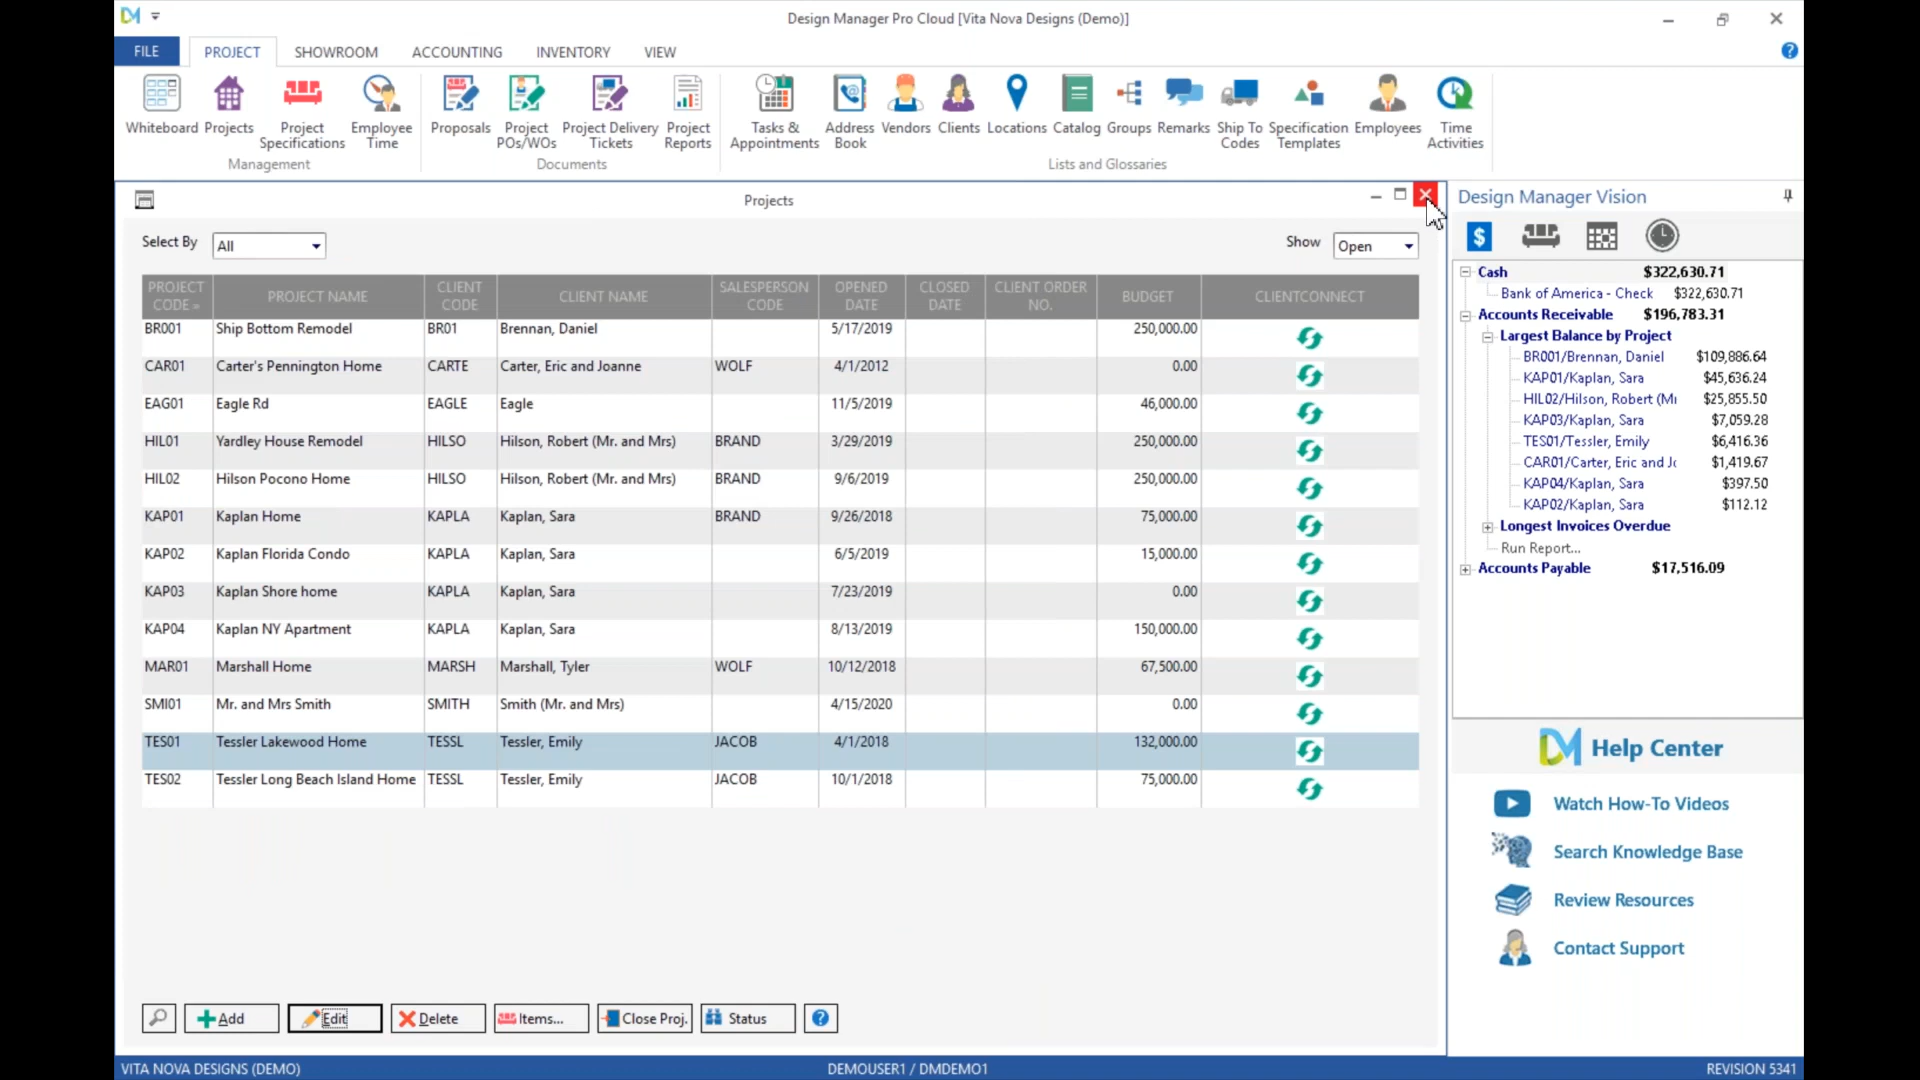 Design Manager Pro Cloud [Vita Nova Designs (Demo)]
FILE PROJECT SHOWROOM ACCOUNTING INVENTORY VIEW
Whiteboard Projects Project Specifications Employee Time Proposals Project POs/WOs Project Delivery Tickets Project Reports Tasks & Appointments Address Book Vendors Clients Locations Catalog Groups Remarks Ship To Codes Specification Templates Employees Time Activities
Management Documents Lists and Glossaries
Projects
Select By All Show Open
PROJECT CODE PROJECT NAME CLIENT CODE CLIENT NAME SALESPERSON CODE OPENED DATE CLOSED DATE CLIENT ORDER NO. BUDGET CLIENTCONNECT
BR001 Ship Bottom Remodel BR01 Brennan, Daniel 5/17/2019 250,000.00
CAR01 Carter's Pennington Home CARTE Carter, Eric and Joanne WOLF 4/1/2012 0.00
EAG01 Eagle Rd EAGLE Eagle 11/5/2019 46,000.00
HIL01 Yardley House Remodel HILSO Hilson, Robert (Mr. and Mrs) BRAND 3/29/2019 250,000.00
HIL02 Hilson Pocono Home HILSO Hilson, Robert (Mr. and Mrs) BRAND 9/6/2019 250,000.00
KAP01 Kaplan Home KAPLA Kaplan, Sara BRAND 9/26/2018 75,000.00
KAP02 Kaplan Florida Condo KAPLA Kaplan, Sara 6/5/2019 15,000.00
KAP03 Kaplan Shore home KAPLA Kaplan, Sara 7/23/2019 0.00
KAP04 Kaplan NY Apartment KAPLA Kaplan, Sara 8/13/2019 150,000.00
MAR01 Marshall Home MARSH Marshall, Tyler WOLF 10/12/2018 67,500.00
SMI01 Mr. and Mrs Smith SMITH Smith (Mr. and Mrs) 4/15/2020 0.00
TES01 Tessler Lakewood Home TESSL Tessler, Emily JACOB 4/1/2018 132,000.00
TES02 Tessler Long Beach Island Home TESSL Tessler, Emily JACOB 10/1/2018 75,000.00
Add Edit Delete Items... Close Proj. Status
Design Manager Vision
Cash $322,630.71
Bank of America - Check $322,630.71
Accounts Receivable $196,783.31
Largest Balance by Project
BR001/Brennan, Daniel $109,886.64
KAP01/Kaplan, Sara $45,636.24
HIL02/Hilson, Robert (Mr $25,855.50
KAP03/Kaplan, Sara $7,059.28
TES01/Tessler, Emily $6,416.36
CAR01/Carter, Eric and Jo $1,419.67
KAP04/Kaplan, Sara $397.50
KAP02/Kaplan, Sara $112.12
Longest Invoices Overdue
Run Report...
Accounts Payable $17,516.09
DM Help Center
Watch How-To Videos
Search Knowledge Base
Review Resources
Contact Support
VITA NOVA DESIGNS (DEMO) DEMOUSER1 / DMDEMO1 REVISION 5341